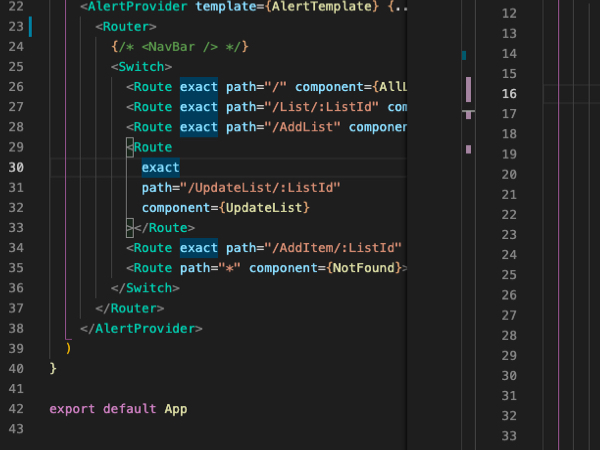 22 <AlertProvider template={AlertTemplate} {..
23 <Router>
24 {/* <NavBar /> */}
25 <Switch>
26 <Route exact path="/" component={AllL
27 <Route exact path="/List/:ListId" com
28 <Route exact path="/AddList" componen
29 <Route
30 exact
31 path="/UpdateList/:ListId"
32 component={UpdateList}
33 ></Route>
34 <Route exact path="/AddItem/:ListId"
35 <Route path="*" component={NotFound}>
36 </Switch>
37 </Router>
38 </AlertProvider>
39 )
40 }
41
42 export default App
43
12
13
14
15
16
17
18
19
20
21
22
23
24
25
26
27
28
29
30
31
32
33